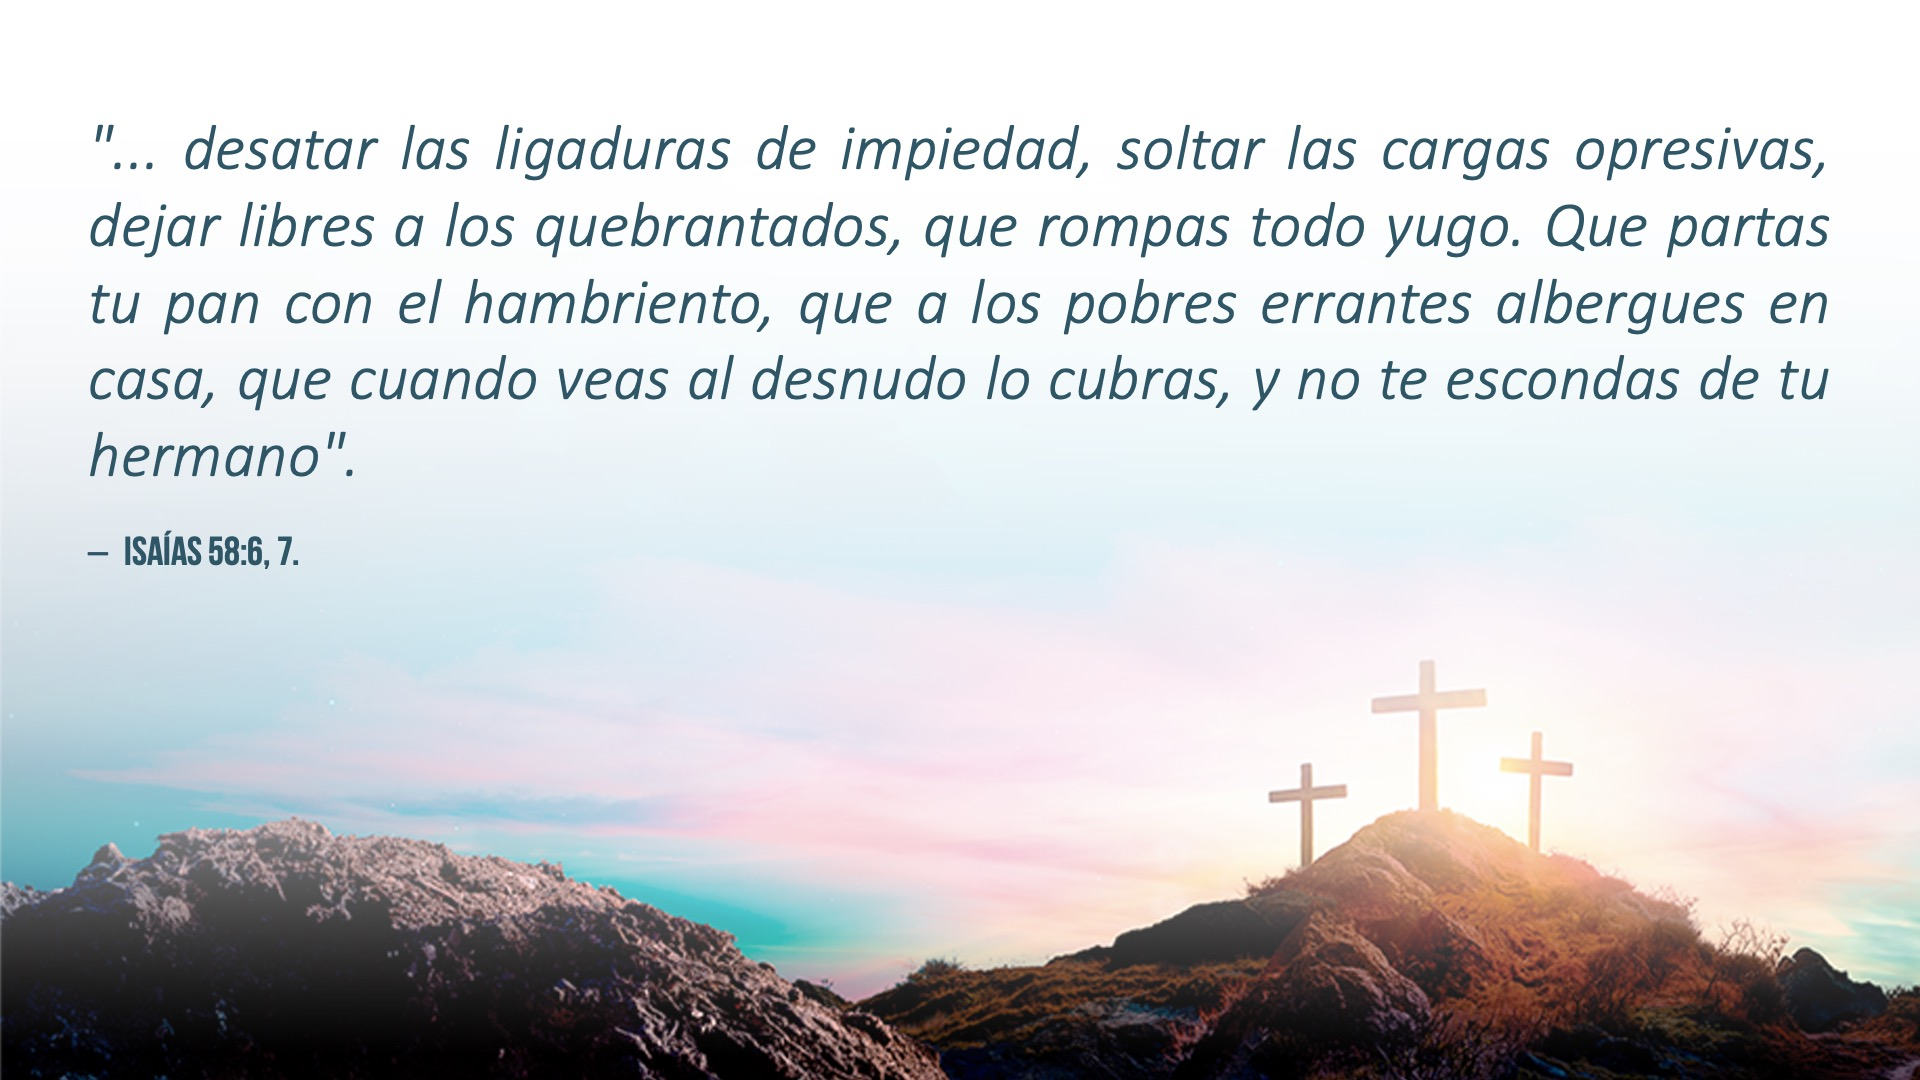 "... desatar las ligaduras de impiedad, soltar las cargas opresivas,
dejar libres a los quebrantados, que rompas todo yugo. Que partas
tu pan con el hambriento, que a los pobres errantes albergues en
casa, que cuando veas al desnudo lo cubras, y no te escondas de tu
hermano".
– ISAÍAS 58:6, 7.